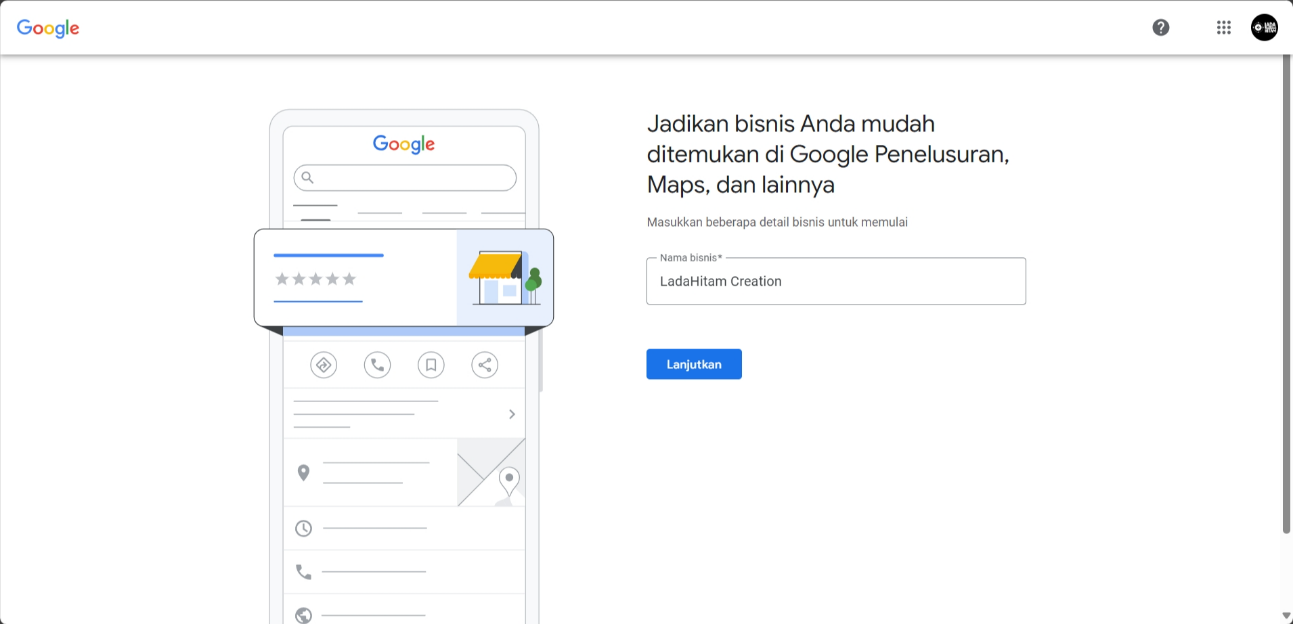 Google
Google
Jadikan bisnis Anda mudah
ditemukan di Google Penelusuran,
Maps, dan lainnya
Masukkan beberapa detail bisnis untuk memulai
Nama bisnis*
LadaHitam Creation
Lanjutkan